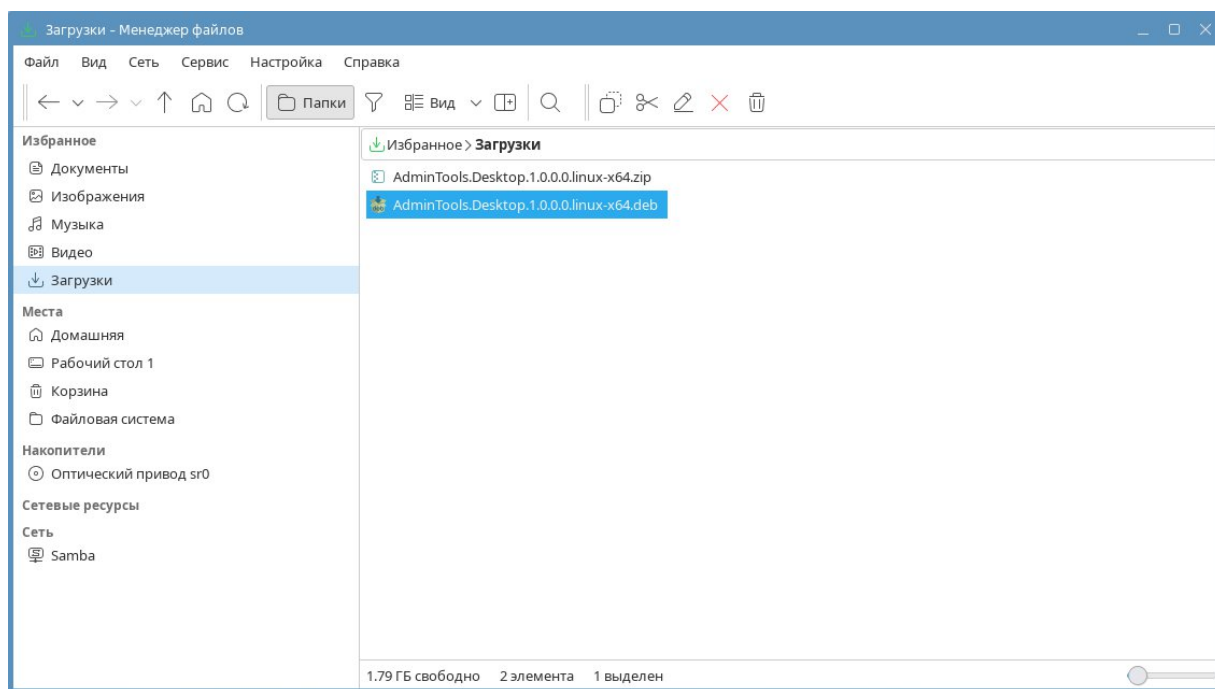 Загрузки – Менеджер файлов
Файл Вид Сеть Сервис Настройка Справка
Папки Вид
Избранное
Документы
Изображения
Музыка
Видео
Загрузки
Места
Домашняя
Рабочий стол 1
Корзина
Файловая система
Накопители
Оптический привод sr0
Сетевые ресурсы
Сеть
Samba
Избранное > Загрузки
AdminTools.Desktop.1.0.0.0.linux-x64.zip
AdminTools.Desktop.1.0.0.0.linux-x64.deb
1.79 ГБ свободно 2 элемента 1 выделен